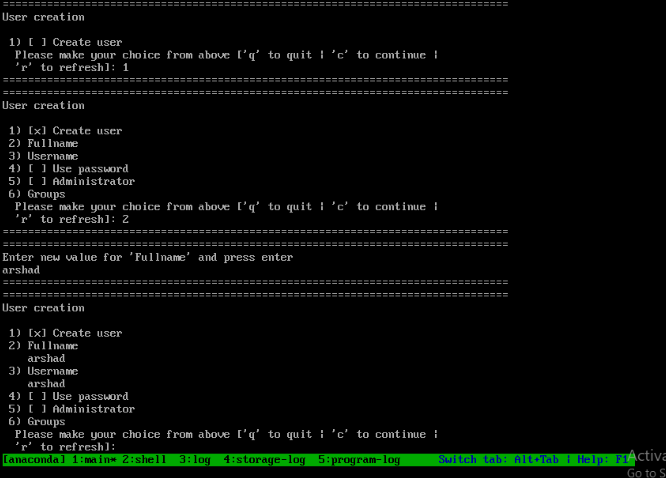 ================================================================================
User creation
1) [ ] Create user
Please make your choice from above ['q' to quit | 'c' to continue |
'r' to refresh]: 1
================================================================================
================================================================================
User creation
1) [x] Create user
2) Fullname
3) Username
4) [ ] Use password
5) [ ] Administrator
6) Groups
Please make your choice from above ['q' to quit | 'c' to continue |
'r' to refresh]: 2
================================================================================
================================================================================
Enter new value for 'Fullname' and press enter
arshad
================================================================================
================================================================================
User creation
1) [x] Create user
2) Fullname
arshad
3) Username
arshad
4) [ ] Use password
5) [ ] Administrator
6) Groups
Please make your choice from above ['q' to quit | 'c' to continue |
'r' to refresh]:
[anaconda] 1:main* 2:shell 3:log 4:storage-log 5:program-log Switch tab: Alt+Tab | Help: F1
Activa
Go to S